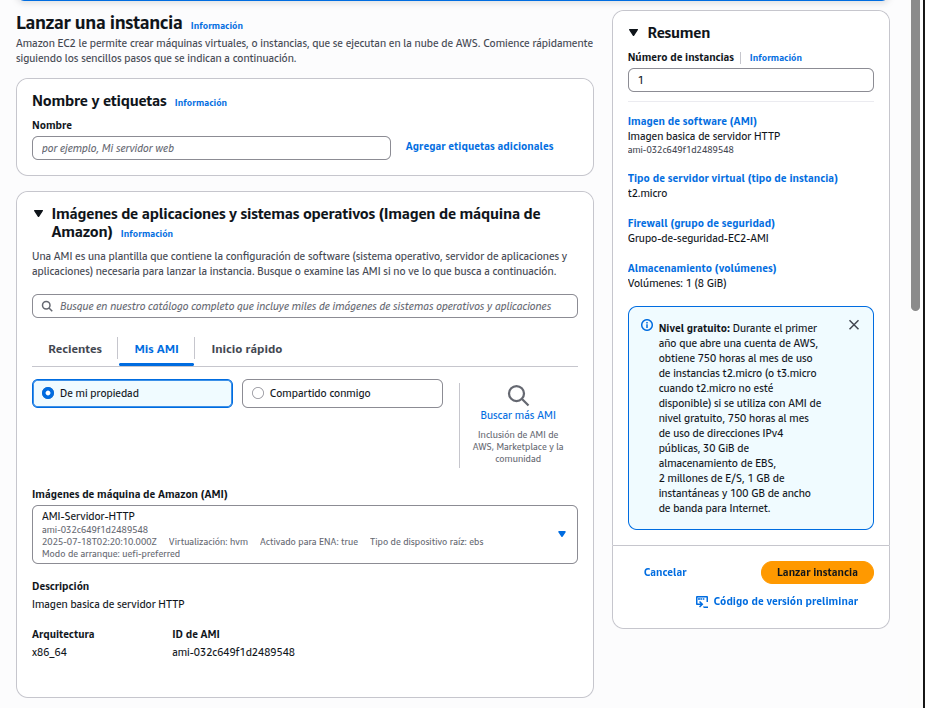 Lanzar una instancia Información
Amazon EC2 le permite crear máquinas virtuales, o instancias, que se ejecutan en la nube de AWS. Comience rápidamente
siguiendo los sencillos pasos que se indican a continuación.
Nombre y etiquetas Información
Nombre
por ejemplo, Mi servidor web
Agregar etiquetas adicionales
Imágenes de aplicaciones y sistemas operativos (Imagen de máquina de
Amazon) Información
Una AMI es una plantilla que contiene la configuración de software (sistema operativo, servidor de aplicaciones y
aplicaciones) necesaria para lanzar la instancia. Busque o examine las AMI si no ve lo que busca a continuación.
Busque en nuestro catálogo completo que incluye miles de imágenes de sistemas operativos y aplicaciones
Recientes Mis AMI Inicio rápido
De mi propiedad
Compartido conmigo
Buscar más AMI
Inclusión de AMI de
AWS, Marketplace y la
comunidad
Imágenes de máquina de Amazon (AMI)
AMI-Servidor-HTTP
ami-032c649f1d2489548
2025-07-18T02:20:10.000Z Virtualización: hvm Activado para ENA: true Tipo de dispositivo raíz: ebs
Modo de arranque: uefi-preferred
Descripción
Imagen basica de servidor HTTP
Arquitectura ID de AMI
x86_64 ami-032c649f1d2489548
Resumen
Número de instancias Información
1
Imagen de software (AMI)
Imagen basica de servidor HTTP
ami-032c649f1d2489548
Tipo de servidor virtual (tipo de instancia)
t2.micro
Firewall (grupo de seguridad)
Grupo-de-seguridad-EC2-AMI
Almacenamiento (volúmenes)
Volúmenes: 1 (8 GiB)
Nivel gratuito: Durante el primer
año que abre una cuenta de AWS,
obtiene 750 horas al mes de uso
de instancias t2.micro (o t3.micro
cuando t2.micro no esté
disponible) si se utiliza con AMI de
nivel gratuito, 750 horas al mes
de uso de direcciones IPv4
públicas, 30 GiB de
almacenamiento de EBS,
2 millones de E/S, 1 GB de
instantáneas y 100 GB de ancho
de banda para Internet.
Cancelar
Lanzar instancia
Código de versión preliminar